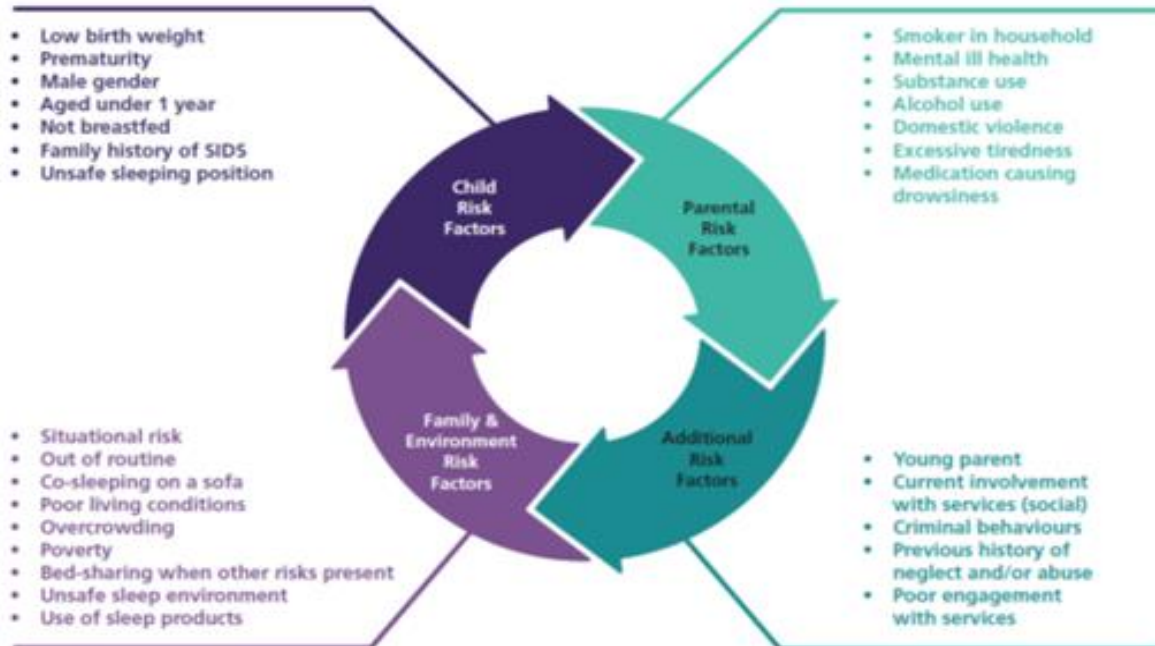 • Low birth weight
• Prematurity
• Male gender
• Aged under 1 year
• Not breastfed
• Family history of SIDS
• Unsafe sleeping position
• Smoker in household
• Mental ill health
• Substance use
• Alcohol use
• Domestic violence
• Excessive tiredness
• Medication causing
drowsiness
Child
Risk
Factors
Parental
Risk
Factors
Family &
Environment
Risk
Factors
Additional
Risk
Factors
• Situational risk
• Out of routine
• Co-sleeping on a sofa
• Poor living conditions
• Overcrowding
• Poverty
• Bed-sharing when other risks present
• Unsafe sleep environment
• Use of sleep products
• Young parent
• Current involvement
with services (social)
• Criminal behaviours
• Previous history of
neglect and/or abuse
• Poor engagement
with services